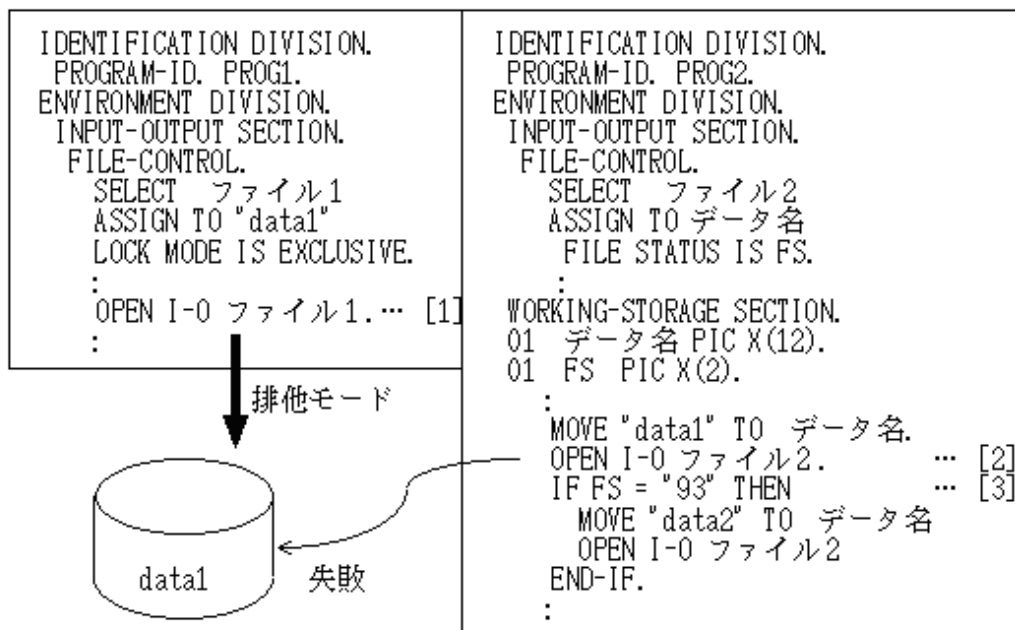 IDENTIFICATION DIVISION.
PROGRAM-ID. PROG1.
ENVIRONMENT DIVISION.
INPUT-OUTPUT SECTION.
FILE-CONTROL.
SELECT ファイル1
ASSIGN TO "data1"
LOCK MODE IS EXCLUSIVE.
:
OPEN I-O ファイル1.… [1]
:
排他モード
data1
失敗
IDENTIFICATION DIVISION.
PROGRAM-ID. PROG2.
ENVIRONMENT DIVISION.
INPUT-OUTPUT SECTION.
FILE-CONTROL.
SELECT ファイル2
ASSIGN TO データ名
FILE STATUS IS FS.
:
WORKING-STORAGE SECTION.
01 データ名 PIC X(12).
01 FS PIC X(2).
:
MOVE "data1" TO データ名.
OPEN I-O ファイル2. … [2]
IF FS = "93" THEN … [3]
MOVE "data2" TO データ名
OPEN I-O ファイル2
END-IF.
: